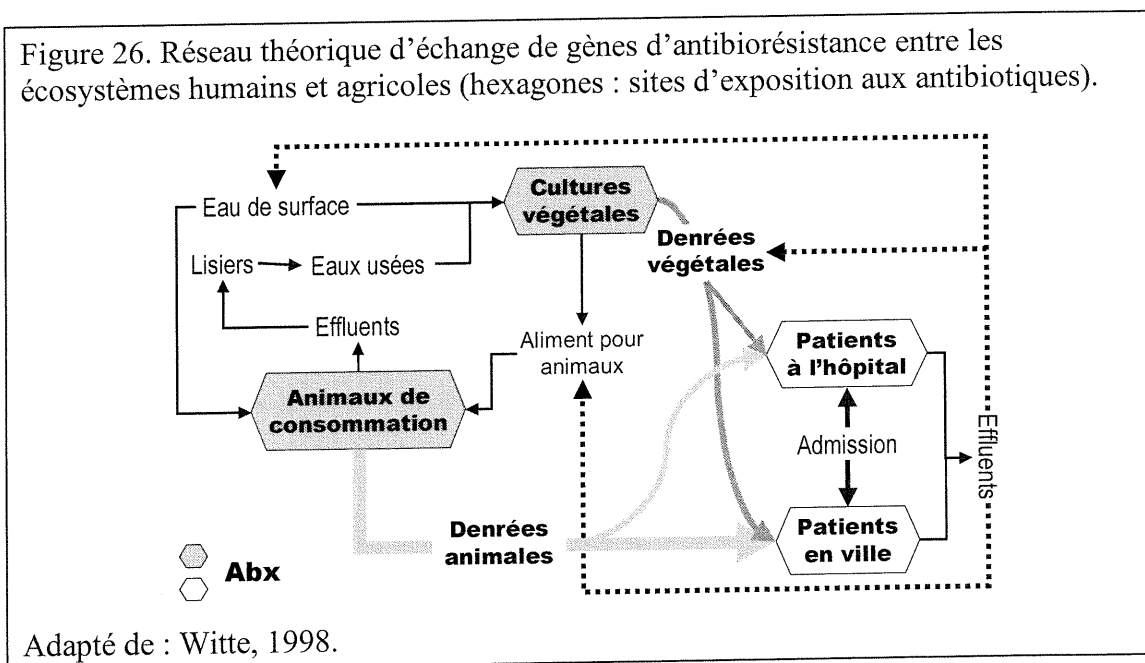 Figure 26. Réseau théorique d'échange de gènes d'antibiorésistance entre les
écosystèmes humains et agricoles (hexagones : sites d'exposition aux antibiotiques).
Cultures
végétales
Eau de surface
Denrées
végétales
Lisiers
Eaux usées
Effluents
Aliment pour
animaux
Patients
à l'hôpital
Animaux de
consommation
Admission
Effluents
Denrées
animales
Patients
en ville
Abx
Adapté de : Witte, 1998.